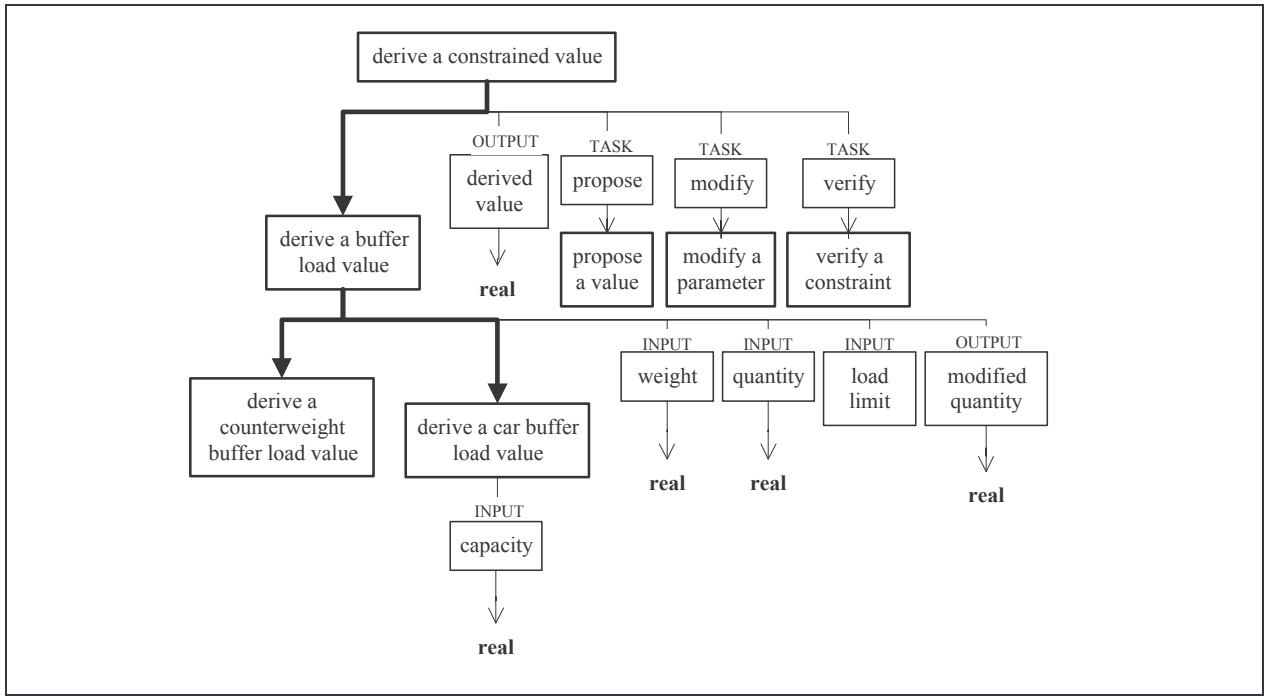 derive a constrained value
OUTPUT
TASK
TASK
TASK
derived
value
propose
modify
verify
derive a buffer
load value
real
propose
a value
modify a
parameter
verify a
constraint
INPUT
INPUT
INPUT
OUTPUT
weight
quantity
load
limit
modified
quantity
derive a
counterweight
buffer load value
derive a car buffer
load value
real
real
real
INPUT
capacity
real